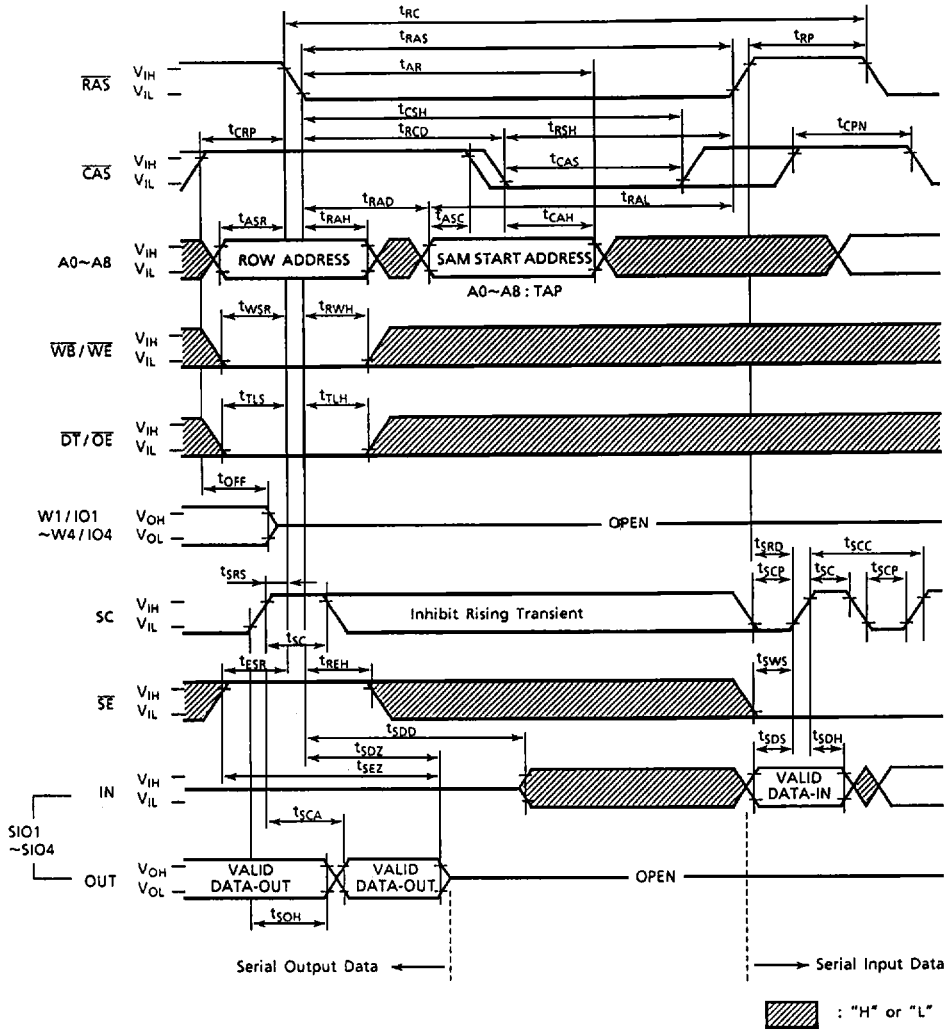 tRC
tRAS tRP
tAR
RAS VIH
VIL
tCSH
tCRP tRCD tRSH tCPN
CAS VIH
VIL
tCAS
tRAD tRAL
tASR tRAH tASC tCAH
A0~A8 VIH
VIL
ROW ADDRESS SAM START ADDRESS
A0~A8 : TAP
tWSR tRWH
WB/WE VIH
VIL
tTLS tTLH
DT/OE VIH
VIL
tOFF
W1/IO1
~W4/IO4
VOH
VOL
OPEN
tSRD tSCC
tSRS tSCP tSC tSCP
SC VIH
VIL
Inhibit Rising Transient
tSC
tESR tREH tSWS
SE VIH
VIL
tSDD
tSDZ tSDS tSDH
tSEZ
IN VIH
VIL
VALID
DATA-IN
SIO1
~SIO4
tSCA
OUT VOH
VOL
VALID
DATA-OUT
VALID
DATA-OUT
OPEN
tSOH
Serial Output Data Serial Input Data
: "H" or "L"